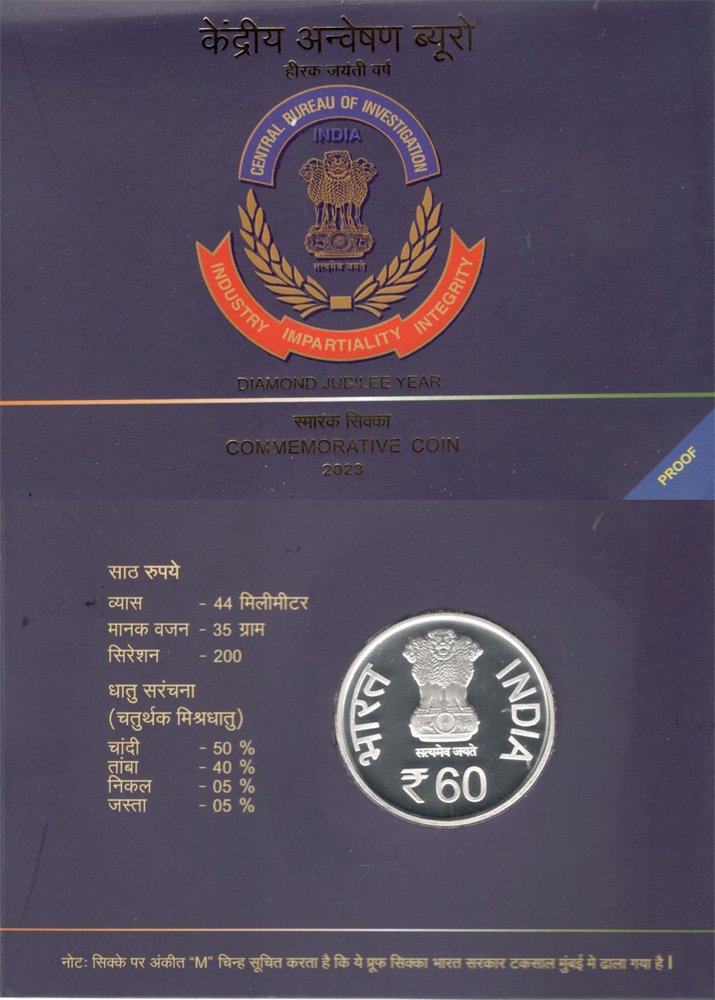 केंद्रीय अन्वेषण ब्यूरो
हीरक जयंती वर्ष
CENTRAL BUREAU OF INVESTIGATION
INDIA
सत्यमेव जयते
INDUSTRY IMPARTIALITY INTEGRITY
DIAMOND JUBILEE YEAR
स्मारक सिक्का
COMMEMORATIVE COIN
2023
PROOF
साठ रुपये
व्यास - 44 मिलीमीटर
मानक वजन - 35 ग्राम
सिरेशन - 200
धातु सरंचना
(चतुर्थक मिश्रधातु)
चांदी - 50 %
तांबा - 40 %
निकल - 05 %
जस्ता - 05 %
भारत
INDIA
सत्यमेव जयते
₹ 60
नोटः सिक्के पर अंकीत “M” चिन्ह सूचित करता है कि ये प्रूफ सिक्का भारत सरकार टकसाल मुंबई मे ढाला गया है।